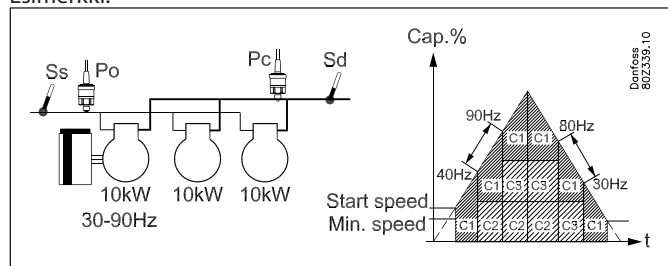 Esimerkki:
Ss
Po
Pc
Sd
10kW
10kW
10kW
30-90Hz
Cap.%
Danfoss
80Z339.10
90Hz
80Hz
40Hz
30Hz
C1
C1
C1
C3
C3
C1
Start speed
Min. speed
C1
C2
C2
C2
C3
C1
t